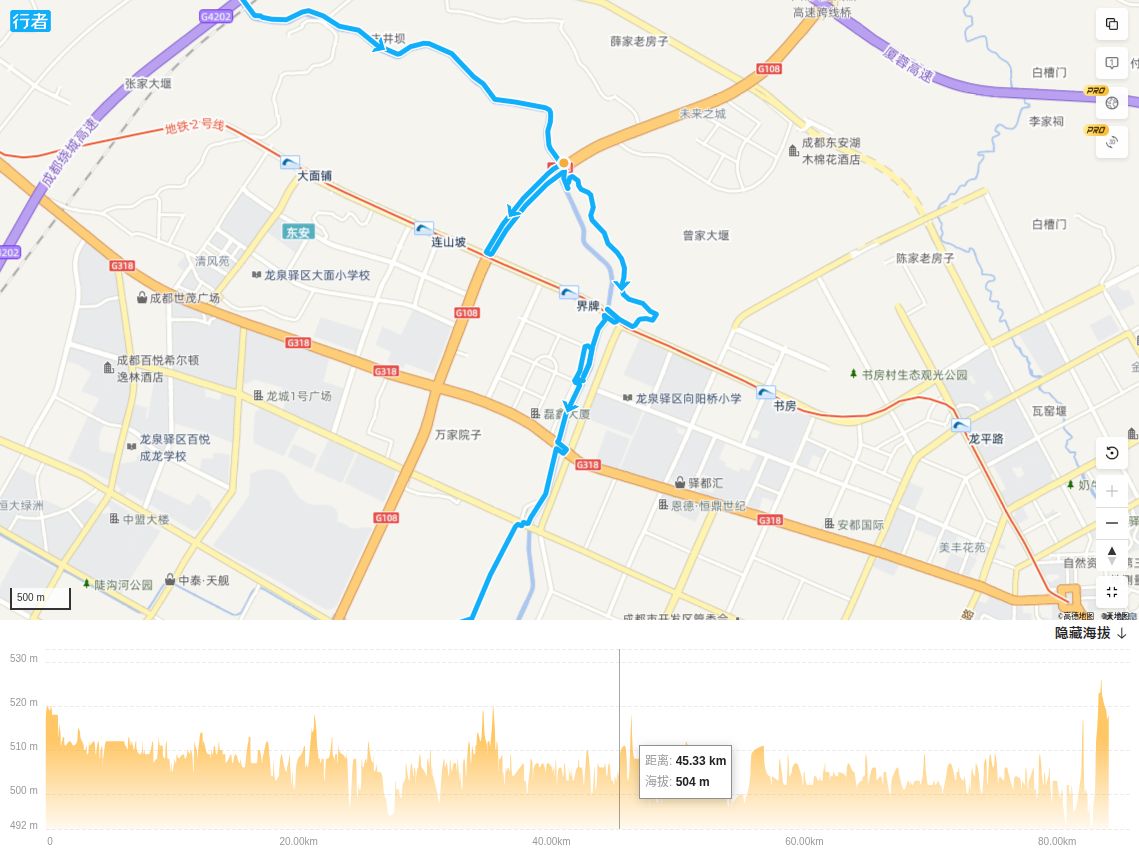 行者
G4202
高速跨线桥
薛家老房子
厦蓉高速
G108
白槽门
付
张家大堰
PRO
未来之城
李家祠
地铁2号线
PRO
成都绕城高速
成都东安湖
木棉花酒店
大面铺
东安
连山坡
曾家大堰
白槽门
G4202
清风苑
龙泉驿区大面小学校
陈家老房子
G318
成都世茂广场
界牌
G108
G318
成都百悦希尔顿
逸林酒店
G318
书房村生态观光公园
龙城1号广场
龙泉驿区向阳桥小学
书房
瓦窑堰
万家院子
龙平路
龙泉驿区百悦
成龙学校
G318
驿都汇
恒大绿洲
恩德·恒鼎世纪
中盟大楼
G108
G318
安都国际
美丰花苑
陡沟河公园
中泰·天舰
500 m
成都市开发区管委会
©高德地图
隐藏海拔 ↓
530 m
520 m
510 m
500 m
492 m
距离: 45.33 km
海拔: 504 m
0
20.00km
40.00km
60.00km
80.00km